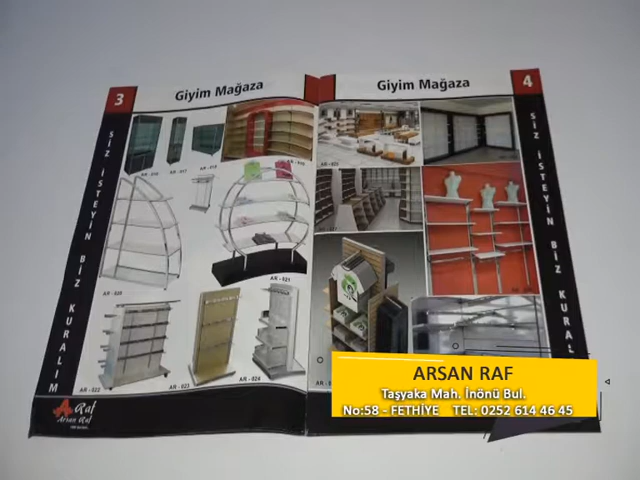 3
Giyim Mağaza
Giyim Mağaza
4
SİZ İSTEYİN BİZ KURALIM
SİZ İSTEYİN BİZ KURAL
AR - 020
AR - 021
AR - 022
AR - 023
AR - 024
Raf
Arsan Raf
ARSAN RAF
Taşyaka Mah. İnönü Bul.
No:58 - FETHİYE TEL: 0252 614 46 45